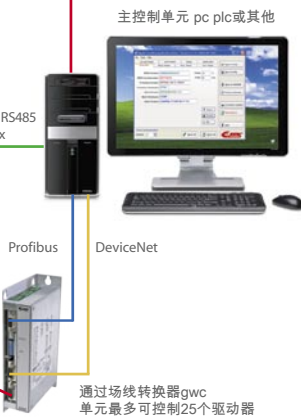 主控制单元 pc plc或其他
RS485
x
Profibus
DeviceNet
通过场线转换器gwc
单元最多可控制25个驱动器